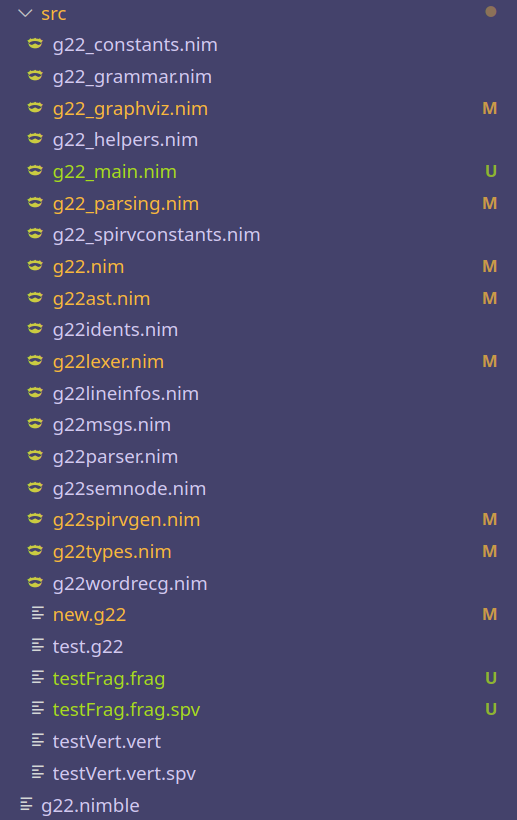 src
g22_constants.nim
g22_grammar.nim
g22_graphviz.nim M
g22_helpers.nim
g22_main.nim U
g22_parsing.nim M
g22_spirvconstants.nim
g22.nim M
g22ast.nim M
g22idents.nim
g22lexer.nim M
g22lineinfos.nim
g22msgs.nim
g22parser.nim
g22semnode.nim
g22spirvgen.nim M
g22types.nim M
g22wordrecg.nim
new.g22 M
test.g22
testFrag.frag U
testFrag.frag.spv U
testVert.vert
testVert.vert.spv
g22.nimble